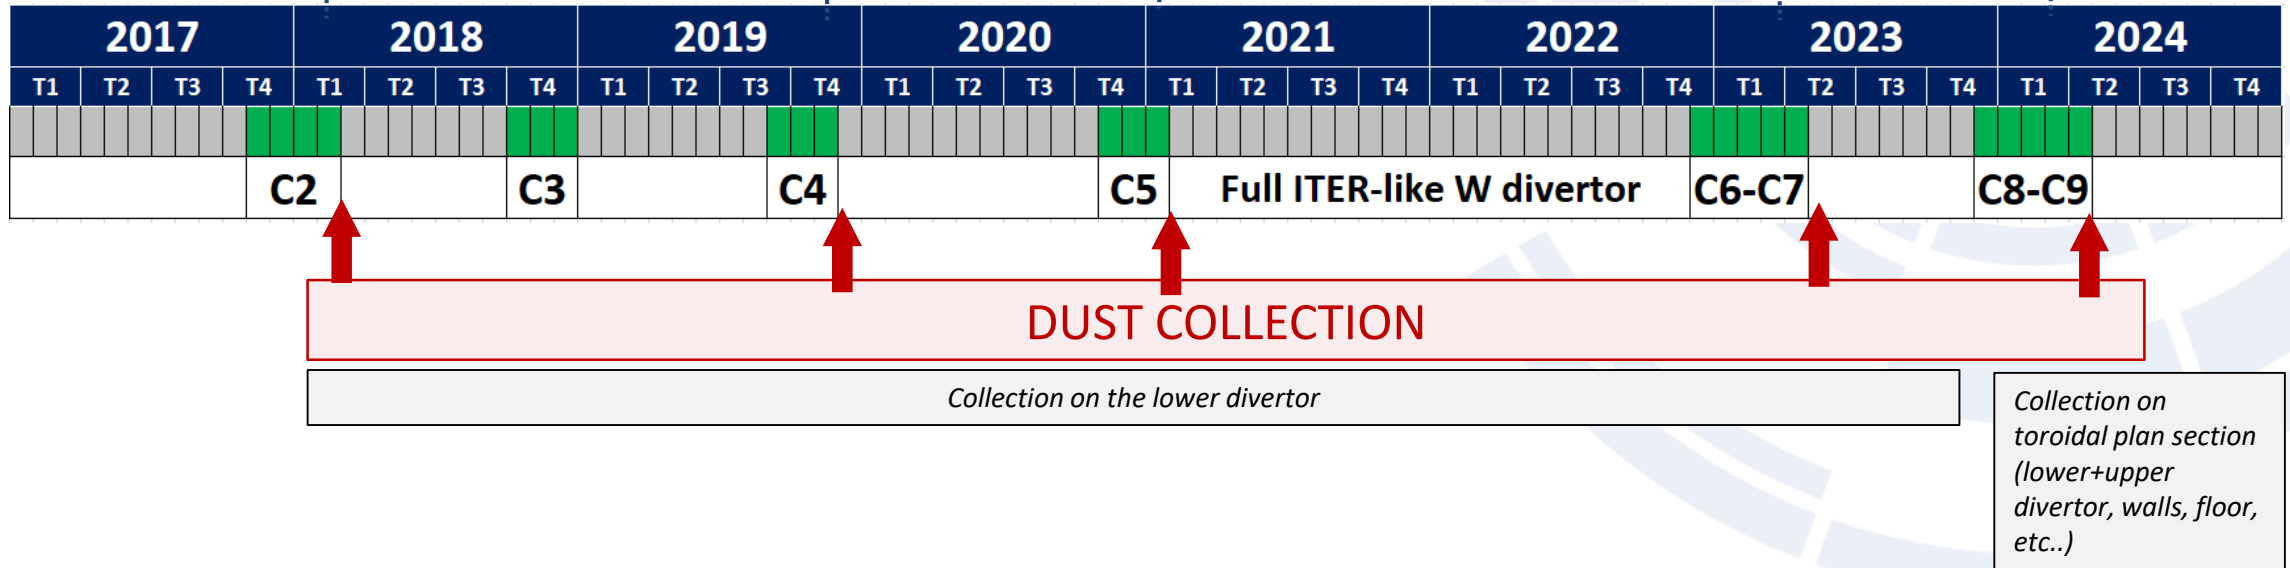 2017 2018 2019 2020 2021 2022 2023 2024
T1 T2 T3 T4 T1 T2 T3 T4 T1 T2 T3 T4 T1 T2 T3 T4 T1 T2 T3 T4 T1 T2 T3 T4 T1 T2 T3 T4 T1 T2 T3 T4
C2 C3 C4 C5 Full ITER-like W divertor C6-C7 C8-C9
DUST COLLECTION
Collection on the lower divertor
Collection on
toroidal plan section
(lower+upper
divertor, walls, floor,
etc..)